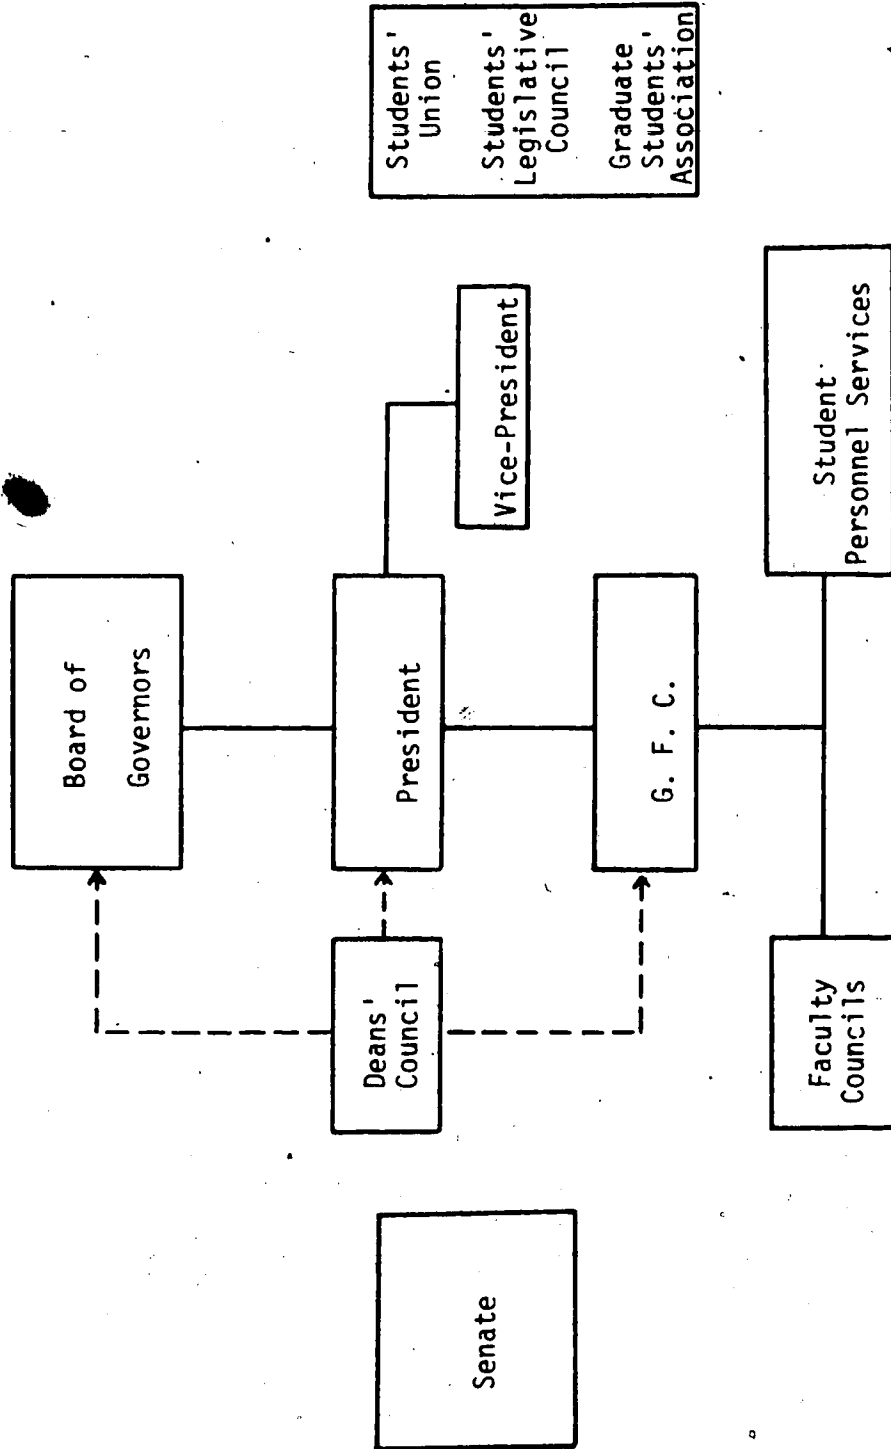 Board of
Governors
Senate
Deans'
Council
President
Vice-President
Students'
Union
Students'
Legislative
Council
Graduate
Students'
Association
G. F. C.
Faculty
Councils
Student
Personnel Services